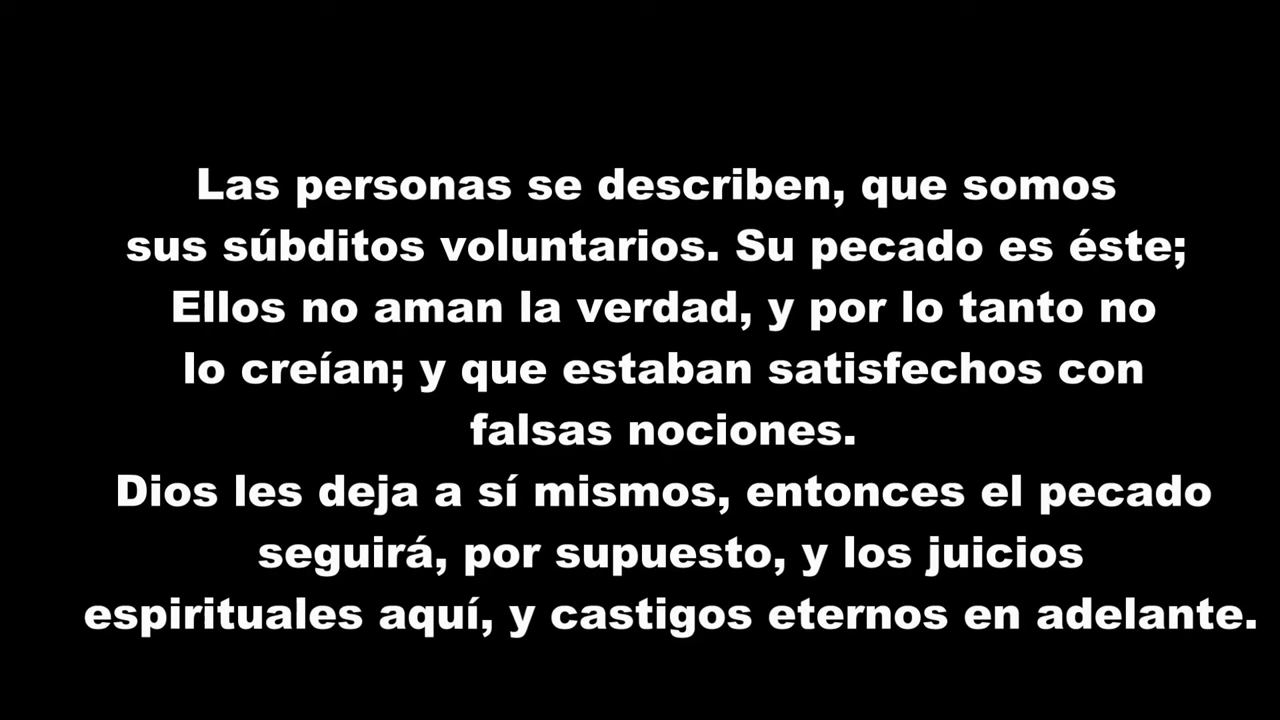 Las personas se describen, que somos
sus súbditos voluntarios. Su pecado es éste;
Ellos no aman la verdad, y por lo tanto no
lo creían; y que estaban satisfechos con
falsas nociones.
Dios les deja a sí mismos, entonces el pecado
seguirá, por supuesto, y los juicios
espirituales aquí, y castigos eternos en adelante.